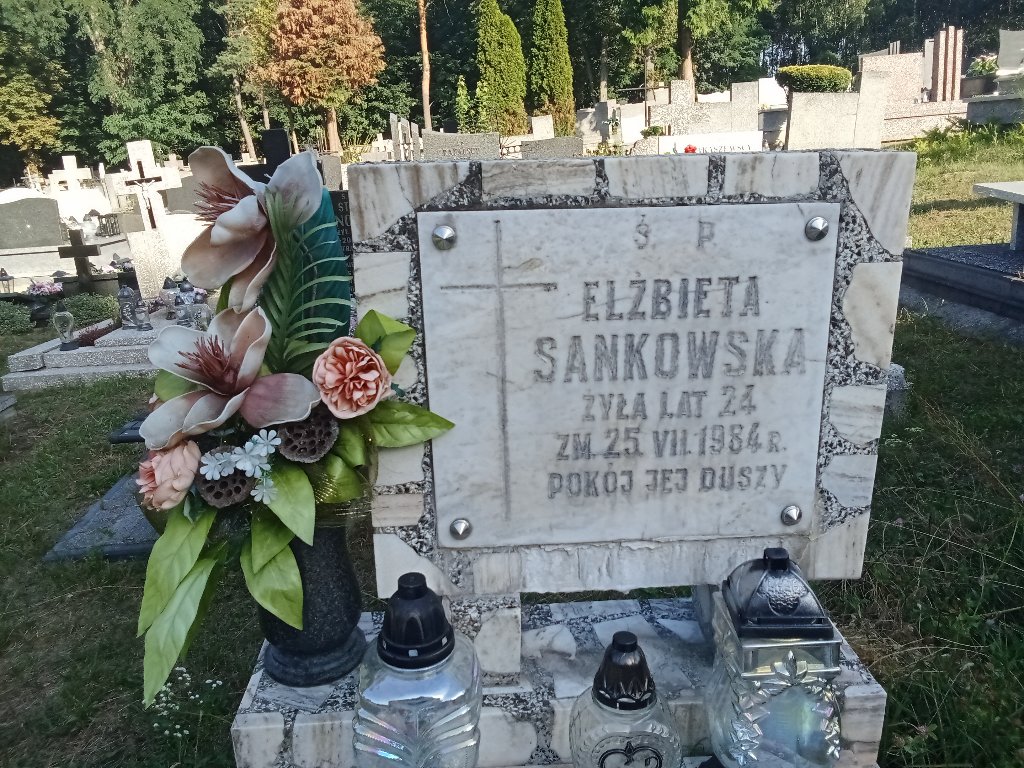 Ś. P.
ELŻBIETA
SANKOWSKA
ŻYŁA LAT 24
ZM. 25. VII. 1984 R.
POKÓJ JEJ DUSZY